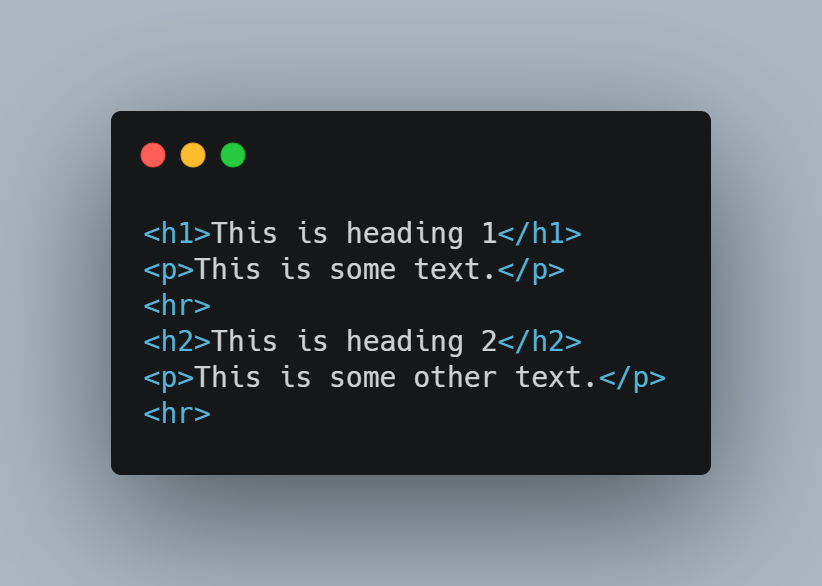 <h1>This is heading 1</h1>
<p>This is some text.</p>
<hr>
<h2>This is heading 2</h2>
<p>This is some other text.</p>
<hr>